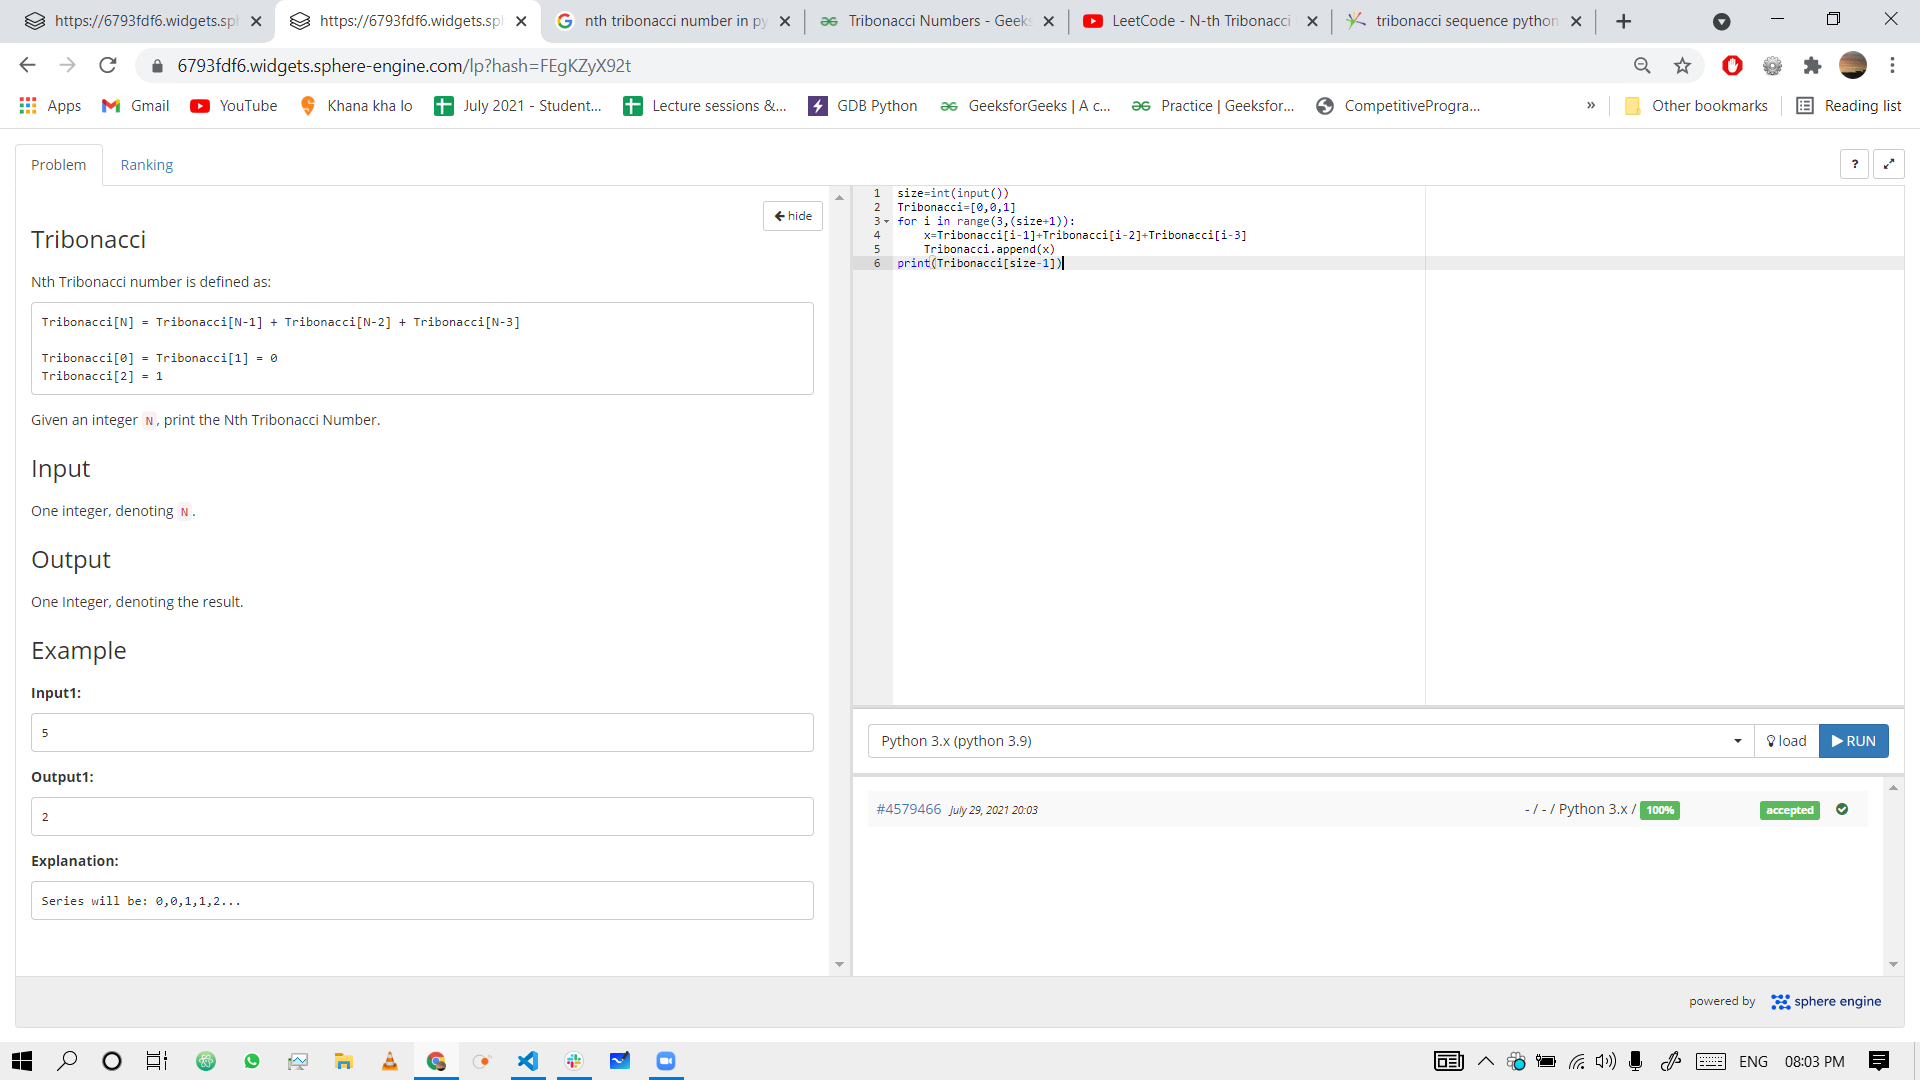 https://6793fdf6.widgets.sph
https://6793fdf6.widgets.sph
nth tribonacci number in py
Tribonacci Numbers - Geeks
LeetCode - N-th Tribonacci
tribonacci sequence python
6793fdf6.widgets.sphere-engine.com/lp?hash=FEgKZyX92t
Apps
Gmail
YouTube
Khana kha lo
July 2021 - Student...
Lecture sessions &...
GDB Python
GeeksforGeeks | A c...
Practice | Geeksfor...
CompetitiveProgra...
»
Other bookmarks
Reading list
Problem
Ranking
?
hide
Tribonacci
Nth Tribonacci number is defined as:
Tribonacci[N] = Tribonacci[N-1] + Tribonacci[N-2] + Tribonacci[N-3]
Tribonacci[0] = Tribonacci[1] = 0
Tribonacci[2] = 1
Given an integer N, print the Nth Tribonacci Number.
Input
One integer, denoting N.
Output
One Integer, denoting the result.
Example
Input1:
5
Output1:
2
Explanation:
Series will be: 0,0,1,1,2...
1 size=int(input())
2 Tribonacci=[0,0,1]
3 for i in range(3,(size+1)):
4 x=Tribonacci[i-1]+Tribonacci[i-2]+Tribonacci[i-3]
5 Tribonacci.append(x)
6 print(Tribonacci[size-1])
Python 3.x (python 3.9)
load
RUN
#4579466 July 29, 2021 20:03 - / - / Python 3.x / 100% accepted
powered by sphere engine
ENG 08:03 PM